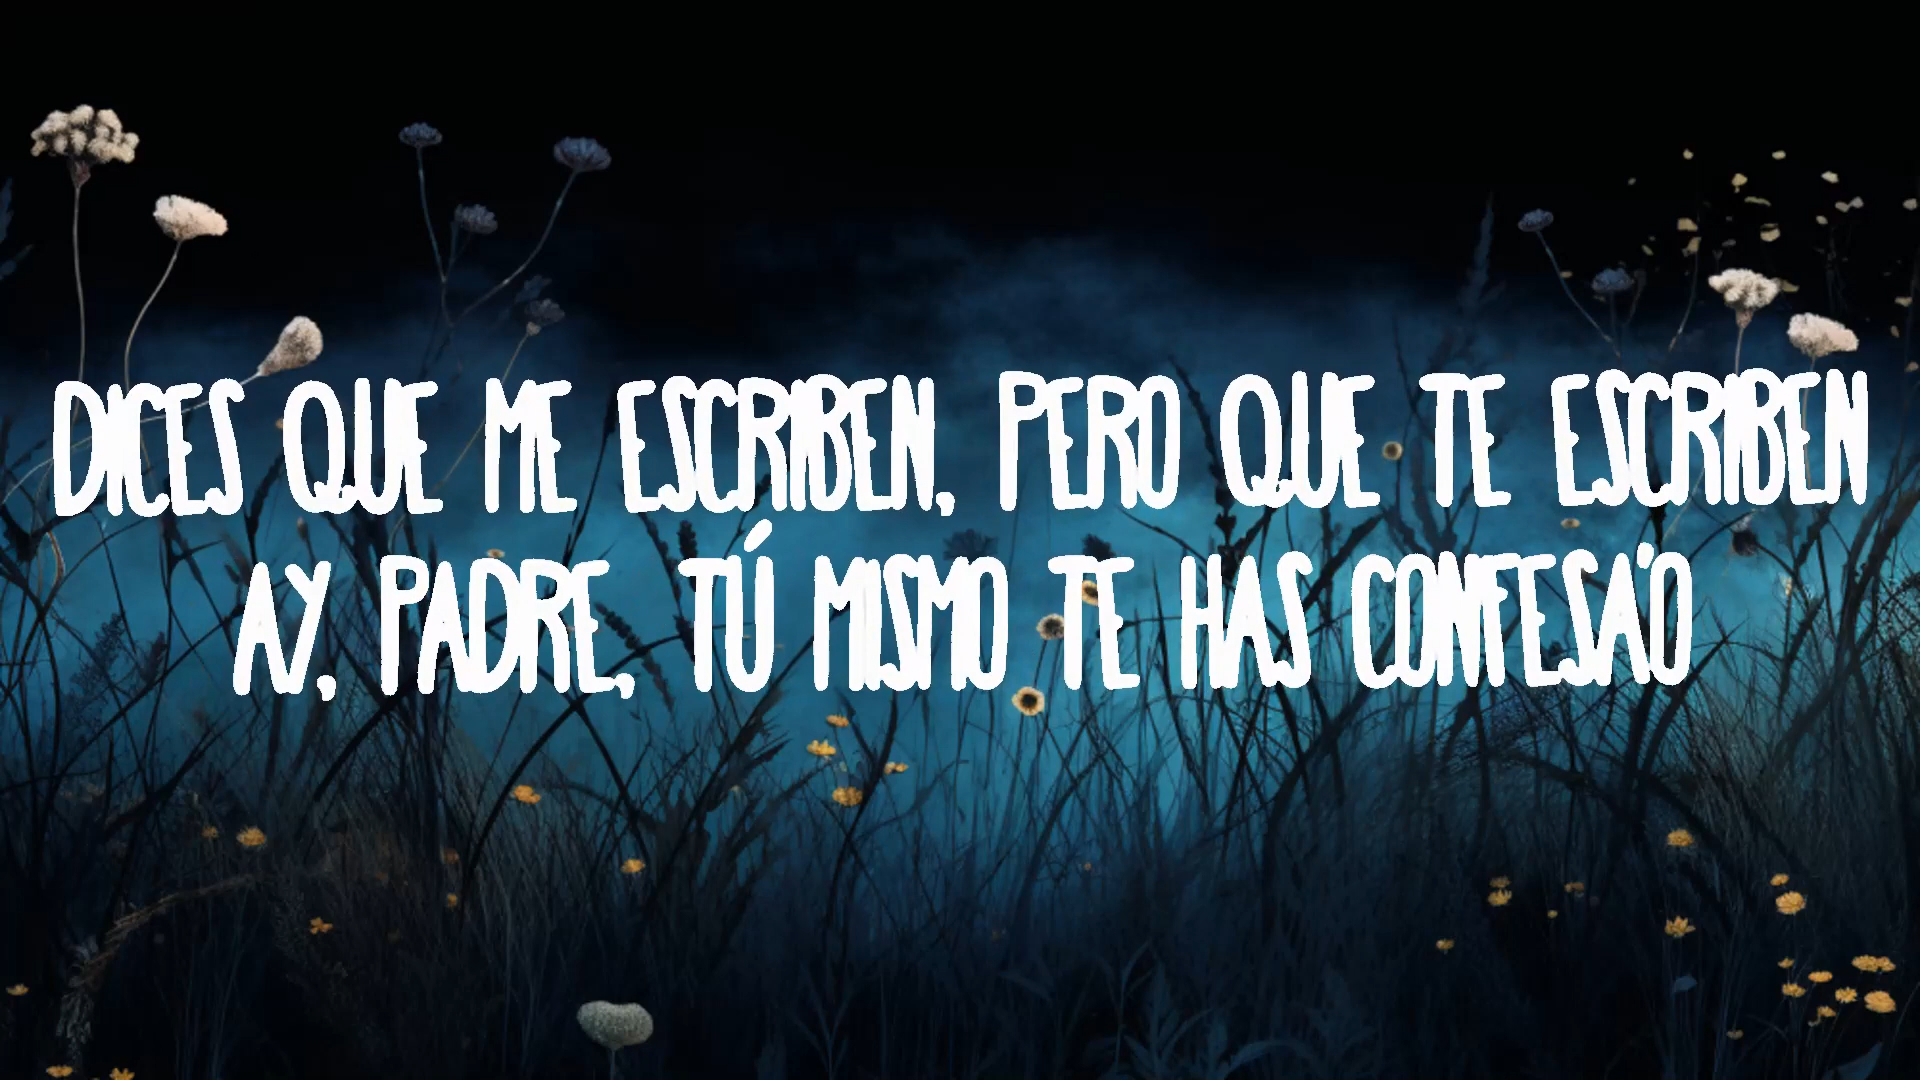 DICES QUE ME ESCRIBEN, PERO QUE TE ESCRIBEN
AY, PADRE, TÚ MISMO TE HAS CONFESA'O